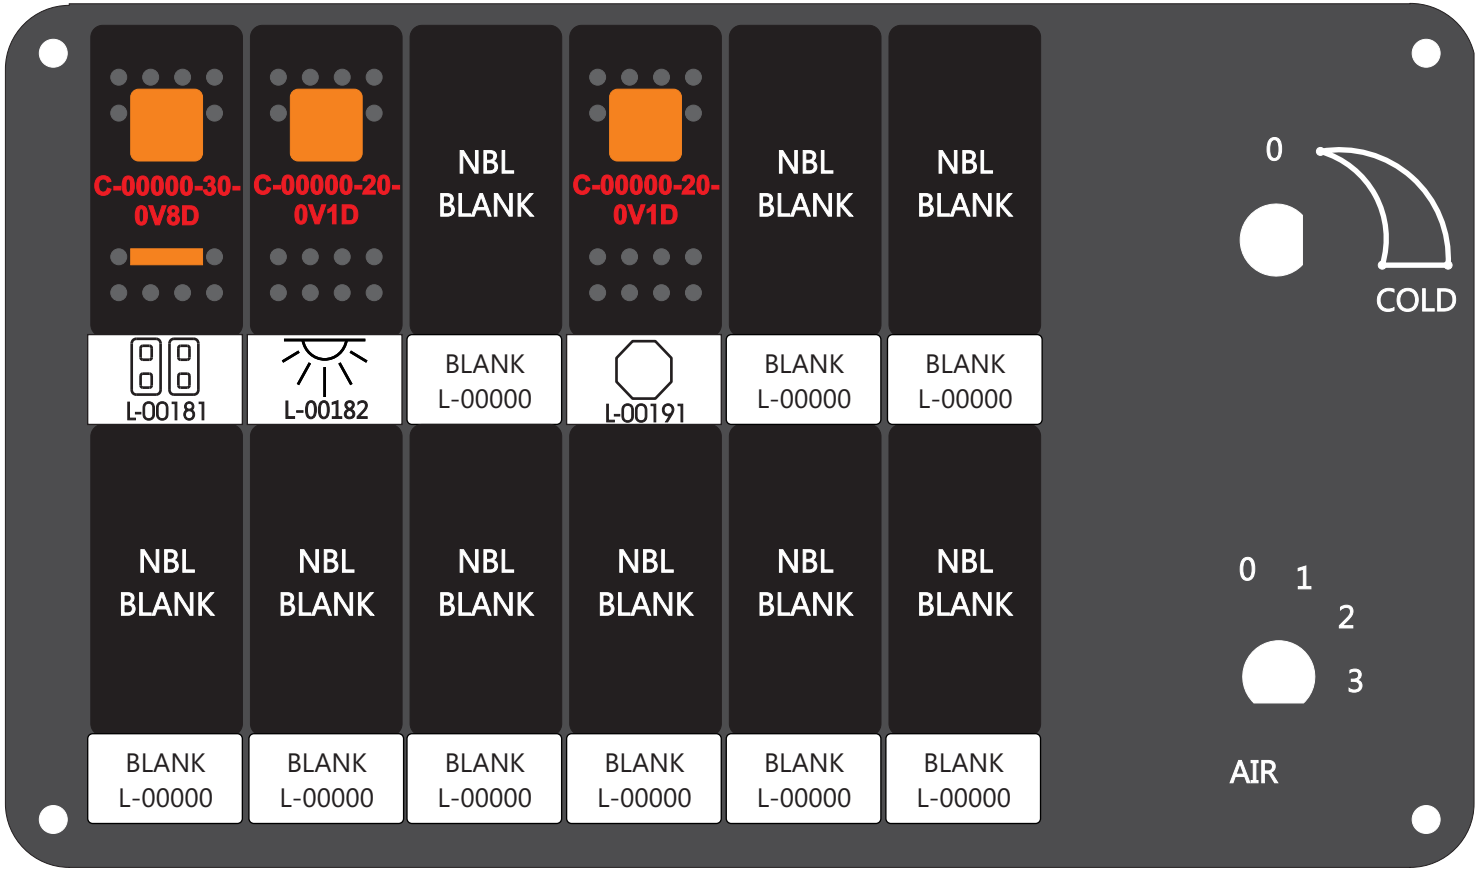 C-00000-30-
0V8D
C-00000-20-
0V1D
NBL
BLANK
C-00000-20-
0V1D
NBL
BLANK
NBL
BLANK
0
COLD
L-00181
L-00182
BLANK
L-00000
L-00191
BLANK
L-00000
BLANK
L-00000
NBL
BLANK
NBL
BLANK
NBL
BLANK
NBL
BLANK
NBL
BLANK
NBL
BLANK
0
1
2
3
AIR
BLANK
L-00000
BLANK
L-00000
BLANK
L-00000
BLANK
L-00000
BLANK
L-00000
BLANK
L-00000